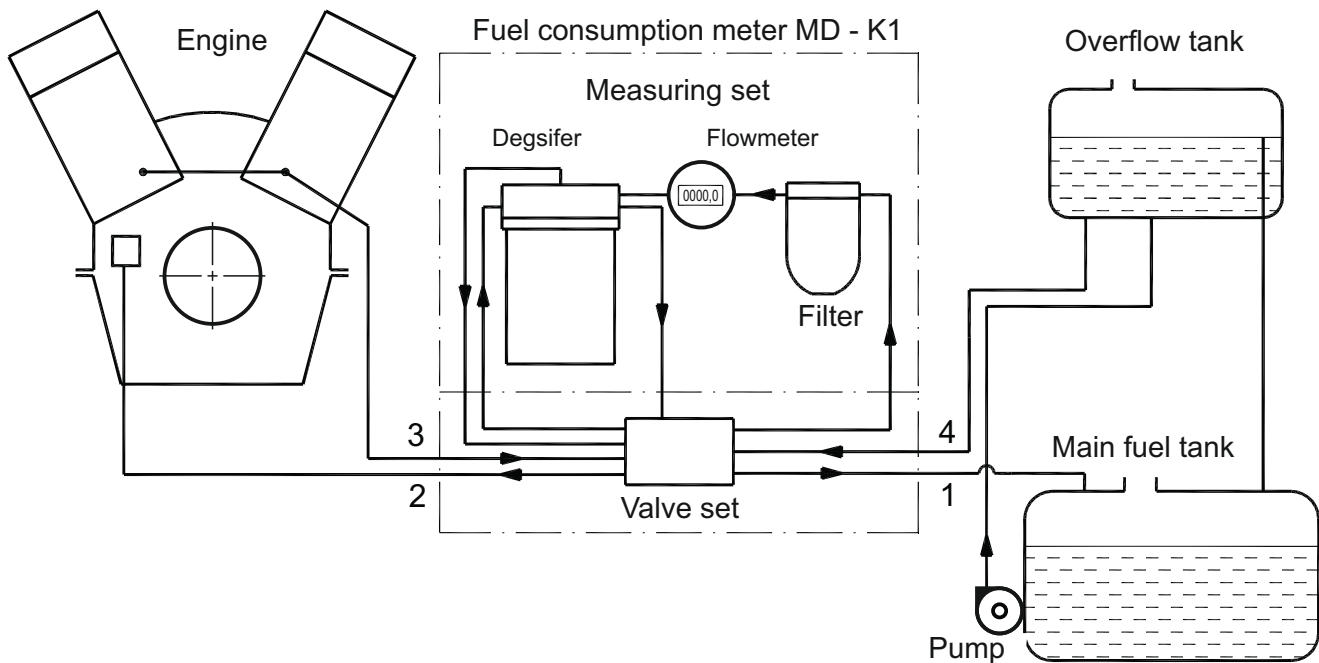 Fuel consumption meter MD - K1
Engine
Overflow tank
Measuring set
Degsifer
Flowmeter
0000,0
Filter
3
4
Main fuel tank
2
Valve set
1
Pump